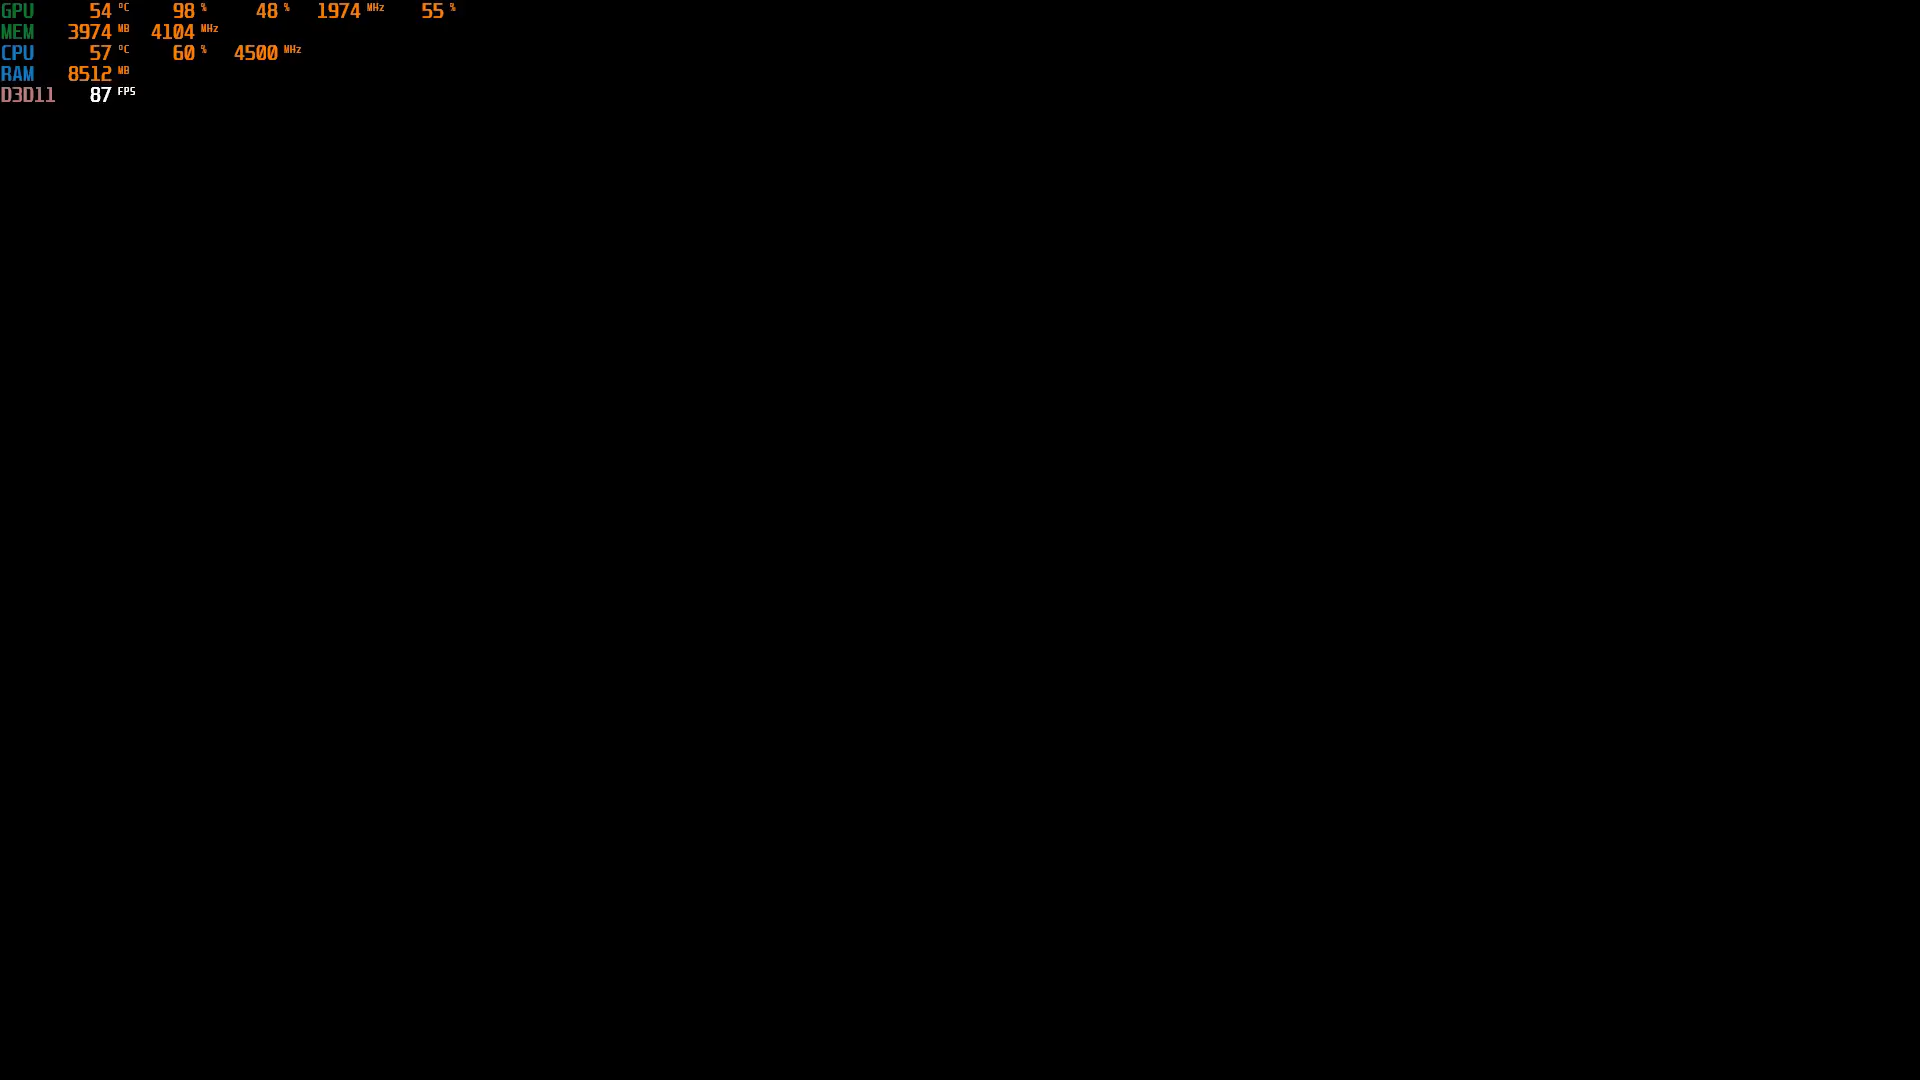 GPU 54 °C 98 % 48 % 1974 MHz 55 %
MEM 3974 MB 4104 MHz
CPU 57 °C 60 % 4500 MHz
RAM 8512 MB
D3D11 87 FPS